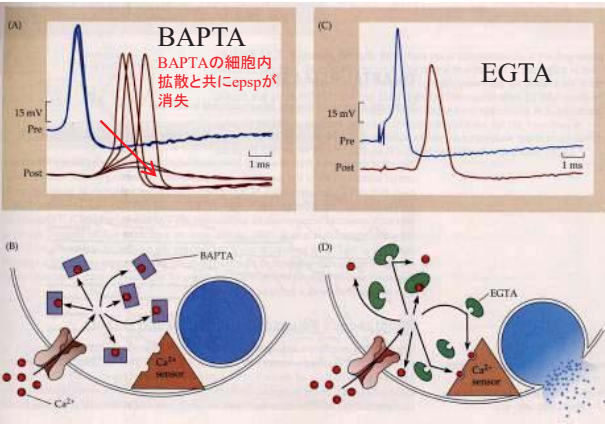 (A)
BAPTA
BAPTAの細胞内
拡散と共にepspが
消失
15 mV
Pre
Post
1 ms
(C)
EGTA
15 mV
Pre
Post
1 ms
(B)
BAPTA
Ca2+
sensor
Ca2+
(D)
EGTA
Ca2+
sensor